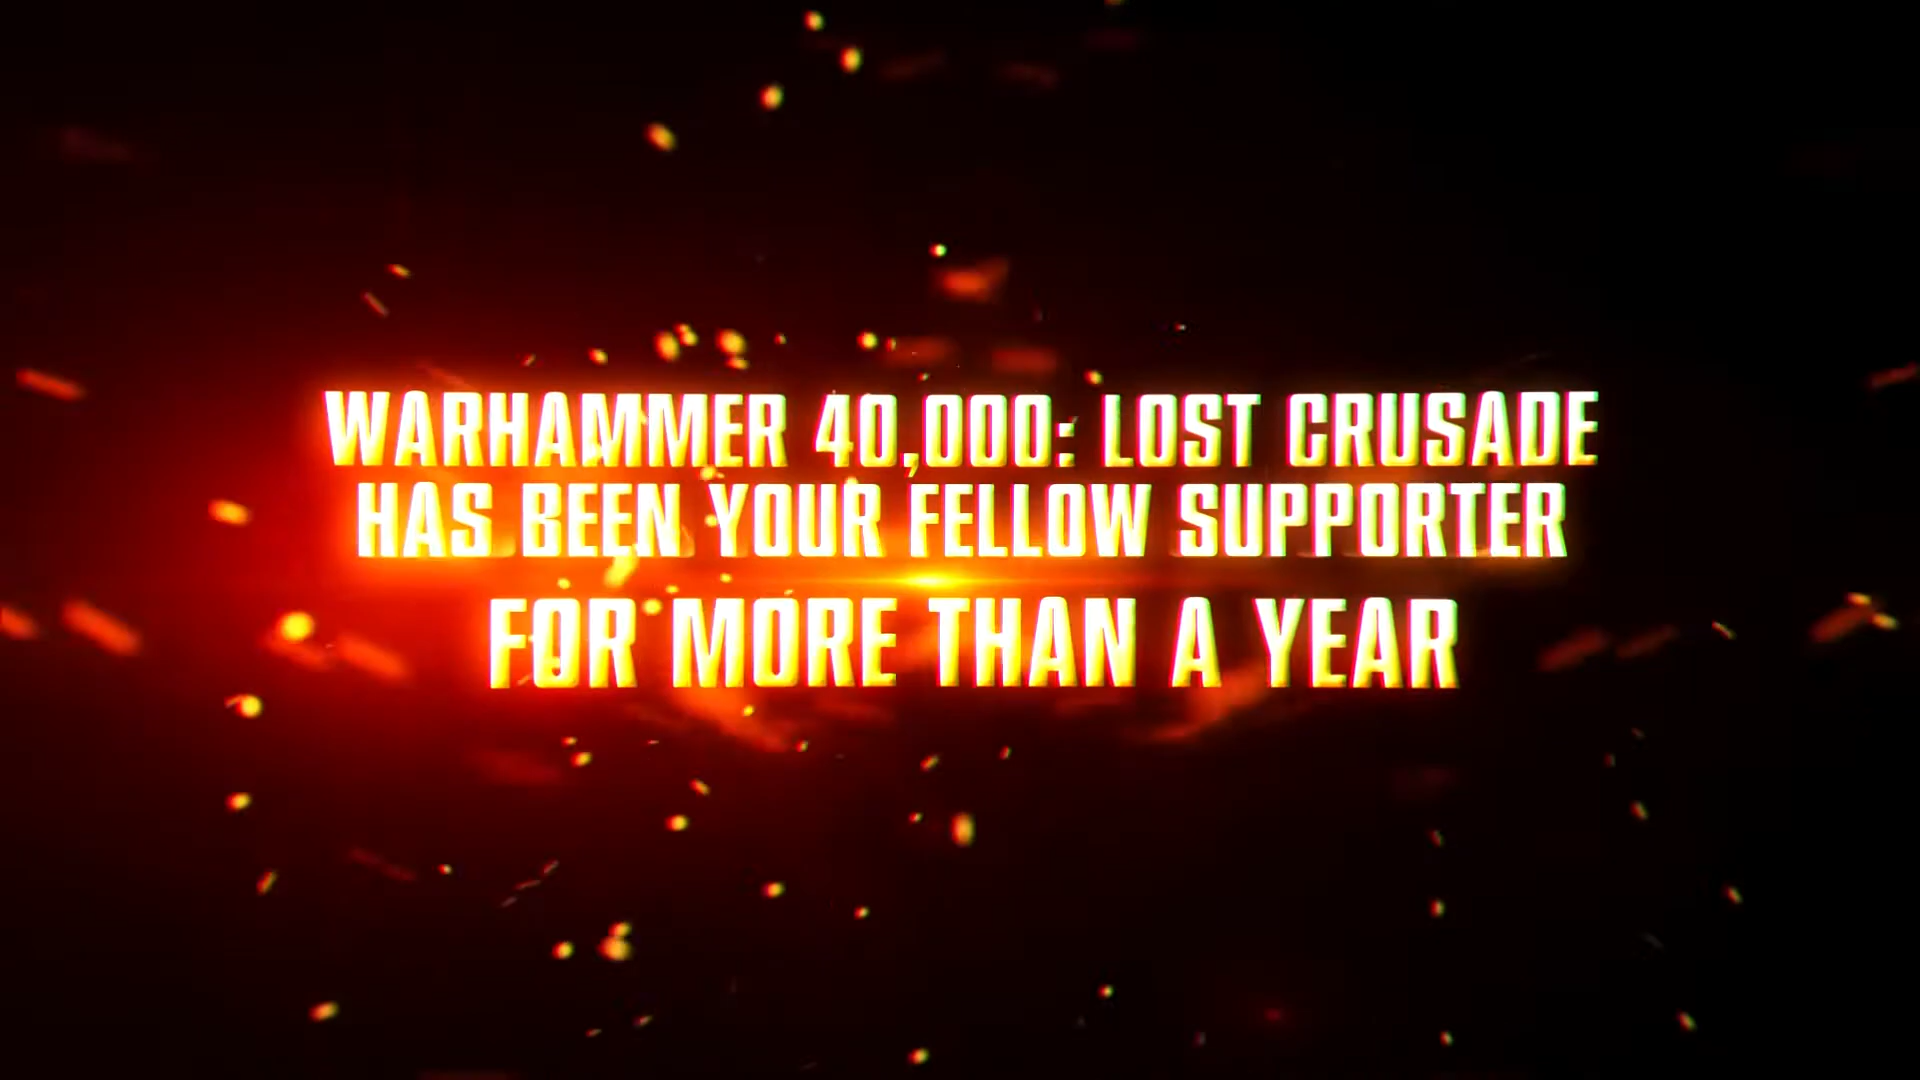 WARHAMMER 40,000: LOST CRUSADE
HAS BEEN YOUR FELLOW SUPPORTER
FOR MORE THAN A YEAR